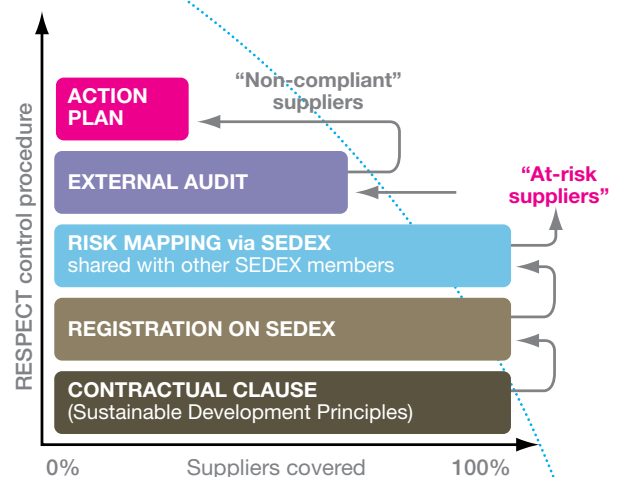 ACTION
PLAN
“Non-compliant”
suppliers
EXTERNAL AUDIT
“At-risk
suppliers”
RISK MAPPING via SEDEX
shared with other SEDEX members
REGISTRATION ON SEDEX
CONTRACTUAL CLAUSE
(Sustainable Development Principles)
RESPECT control procedure
0%
Suppliers covered
100%